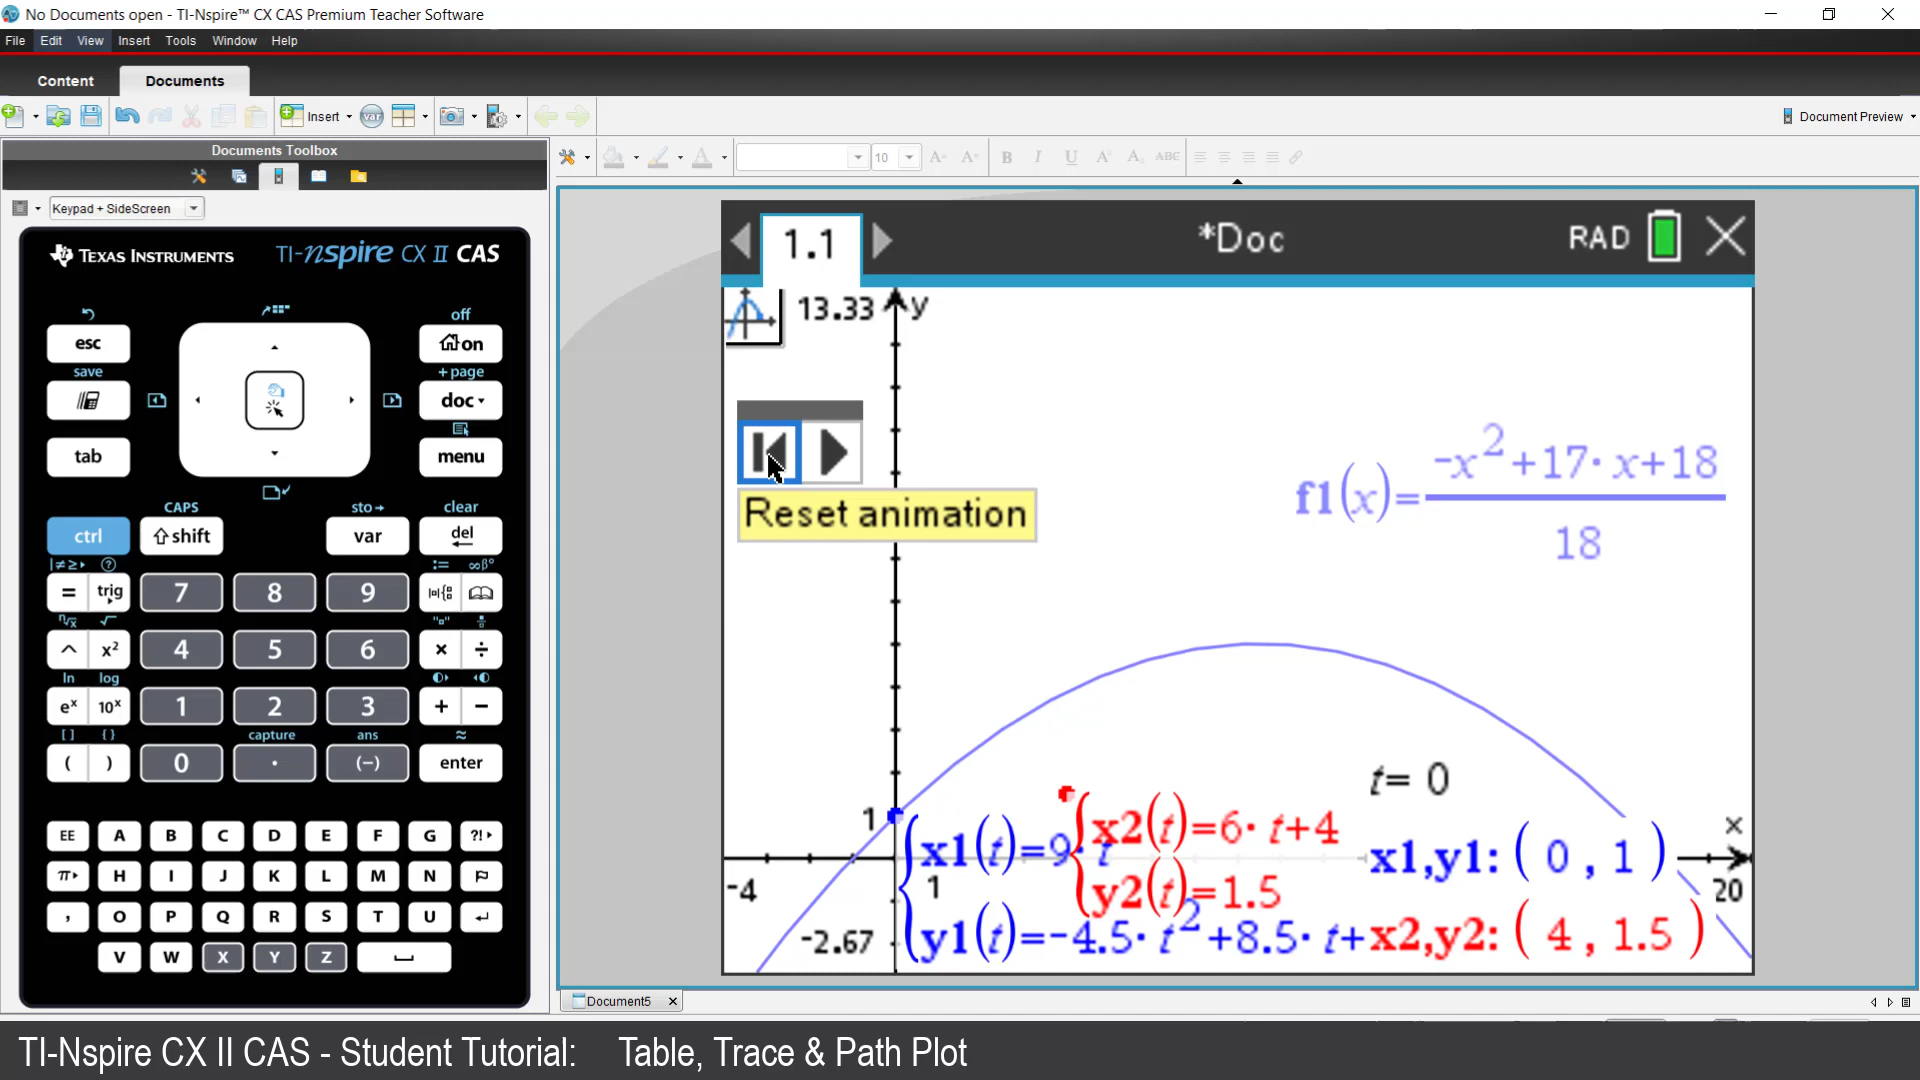 No Documents open - TI-Nspire™ CX CAS Premium Teacher Software
File Edit View Insert Tools Window Help
Content Documents
Insert var Document Preview
Documents Toolbox
10 A A B I U A A ABC
Keypad + SideScreen
TEXAS INSTRUMENTS TI-nspire CX II CAS
off
esc on
save + page
doc
tab menu
CAPS sto→ clear
ctrl shift var del
|≠≥▸ ? := ∞β°
= trig 7 8 9
ⁿ√x √
^ x² 4 5 6 × ÷
ln log
eˣ 10ˣ 1 2 3 + −
[ ] { } capture ans ≈
( ) 0 . (−) enter
EE A B C D E F G ?!▸
π▸ H I J K L M N
, O P Q R S T U ↵
V W X Y Z
1.1 *Doc RAD
13.33 y
Reset animation
f1(x)=(-x²+17·x+18)/18
t= 0
1
x1(t)=9·t
x2(t)=6·t+4
x1,y1: ( 0 , 1 )
x
-4 1 20
y2(t)=1.5
-2.67 y1(t)=-4.5·t²+8.5·t+
x2,y2: ( 4 , 1.5 )
Document5
TI-Nspire CX II CAS - Student Tutorial: Table, Trace & Path Plot